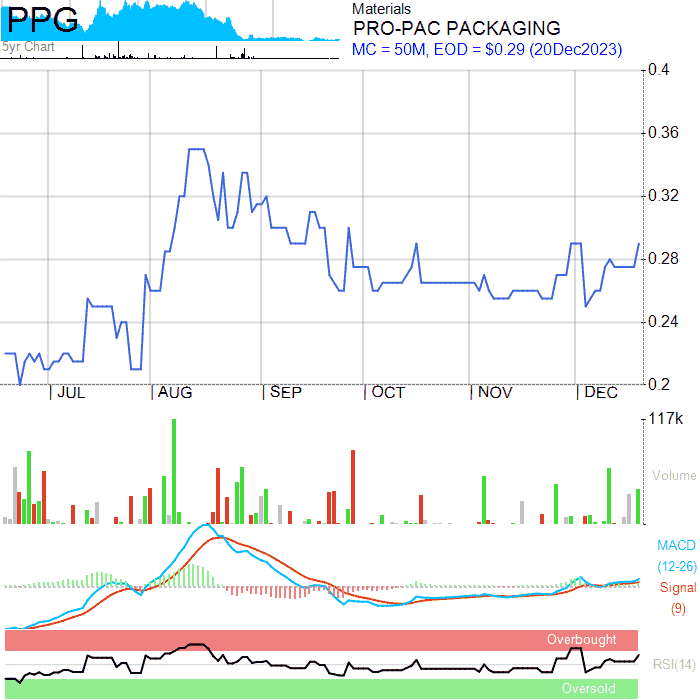 PPG
5yr Chart
Materials
PRO-PAC PACKAGING
MC = 50M, EOD = $0.29 (20Dec2023)
0.4
0.36
0.32
0.28
0.24
0.2
JUL AUG SEP OCT NOV DEC
117k
Volume
MACD
(12-26)
Signal
(9)
Overbought
RSI(14)
Oversold